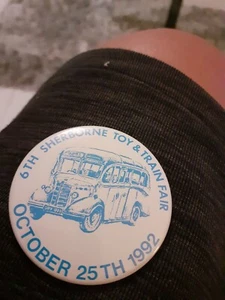 6TH SHERBORNE TOY & TRAIN FAIR
OCTOBER 25TH 1992